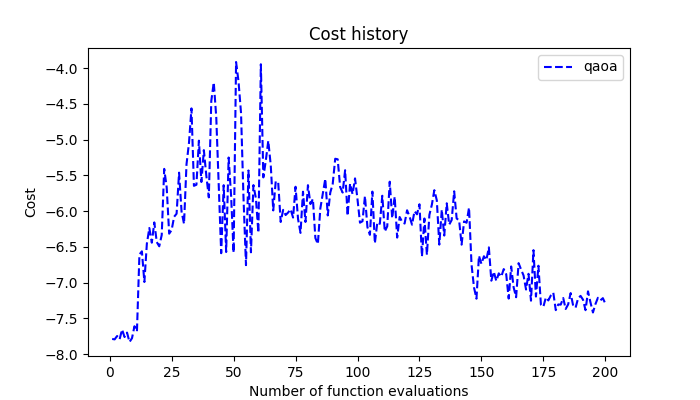 Cost history
qaoa
Cost
−4.0
−4.5
−5.0
−5.5
−6.0
−6.5
−7.0
−7.5
−8.0
0 25 50 75 100 125 150 175 200
Number of function evaluations